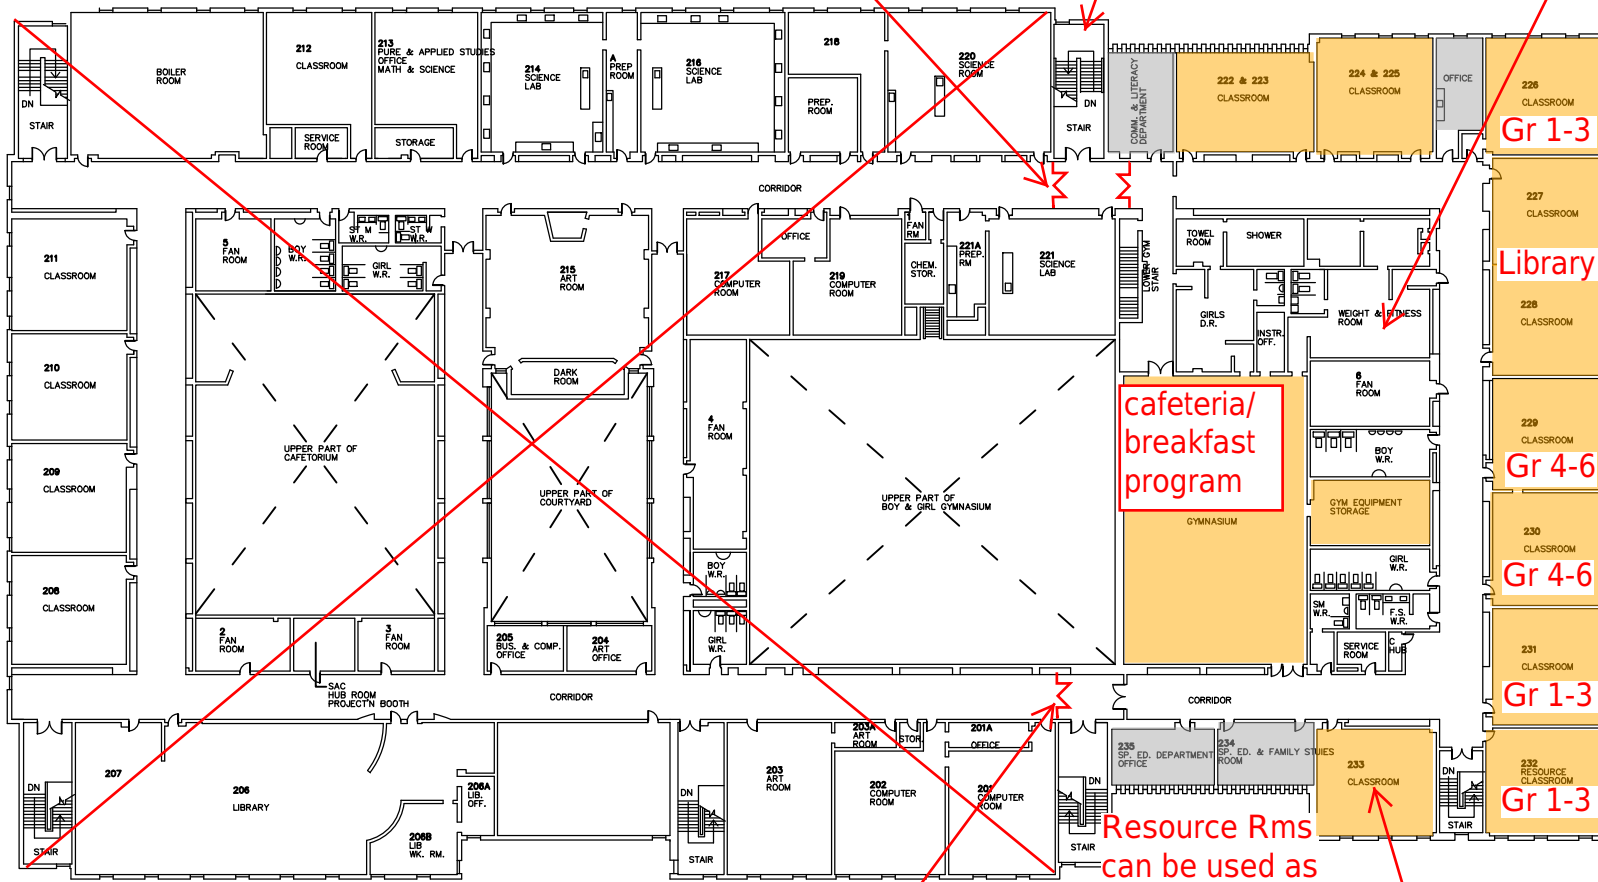 BOILER
ROOM
212
CLASSROOM
213
PURE & APPLIED STUDIES
OFFICE
MATH & SCIENCE
214
SCIENCE
LAB
A
PREP
ROOM
216
SCIENCE
LAB
218
PREP.
ROOM
220
SCIENCE
ROOM
COMM. & LITERACY
DEPARTMENT
222 & 223
CLASSROOM
224 & 225
CLASSROOM
OFFICE
226
CLASSROOM
Gr 1-3
DN
STAIR
SERVICE
ROOM
STORAGE
DN
STAIR
CORRIDOR
227
CLASSROOM
Library
228
CLASSROOM
211
CLASSROOM
5
FAN
ROOM
BOY
W.R.
ST M
W.R.
ST W
W.R.
GIRL
W.R.
215
ART
ROOM
217
COMPUTER
ROOM
OFFICE
219
COMPUTER
ROOM
1
FAN
RM
CHEM.
STOR.
221A
PREP.
RM
221
SCIENCE
LAB
LOWER GYM
STAIR
TOWEL
ROOM
SHOWER
GIRLS
D.R.
INSTR.
OFF.
WEIGHT & FITNESS
ROOM
210
CLASSROOM
DARK
ROOM
6
FAN
ROOM
cafeteria/
breakfast
program
GYMNASIUM
4
FAN
ROOM
UPPER PART OF
CAFETORIUM
UPPER PART OF
COURTYARD
UPPER PART OF
BOY & GIRL GYMNASIUM
BOY
W.R.
GYM EQUIPMENT
STORAGE
229
CLASSROOM
Gr 4-6
209
CLASSROOM
230
CLASSROOM
Gr 4-6
208
CLASSROOM
BOY
W.R.
GIRL
W.R.
GIRL
W.R.
SM
W.R.
F.S.
W.R.
SERVICE
ROOM
C
HUB
2
FAN
ROOM
3
FAN
ROOM
205
BUS. & COMP.
OFFICE
204
ART
OFFICE
231
CLASSROOM
Gr 1-3
SAC
HUB ROOM
PROJECT'N BOOTH
CORRIDOR
CORRIDOR
207
206
LIBRARY
206A
LIB.
OFF.
206B
LIB
WK. RM.
203
ART
ROOM
203A
ART
ROOM
STOR.
201A
OFFICE
202
COMPUTER
ROOM
201
COMPUTER
ROOM
235
SP. ED. DEPARTMENT
OFFICE
234
SP. ED. & FAMILY STUIES
ROOM
233
CLASSROOM
232
RESOURCE
CLASSROOM
Gr 1-3
DN
STAIR
DN
STAIR
DN
STAIR
DN
STAIR
Resource Rms
can be used as